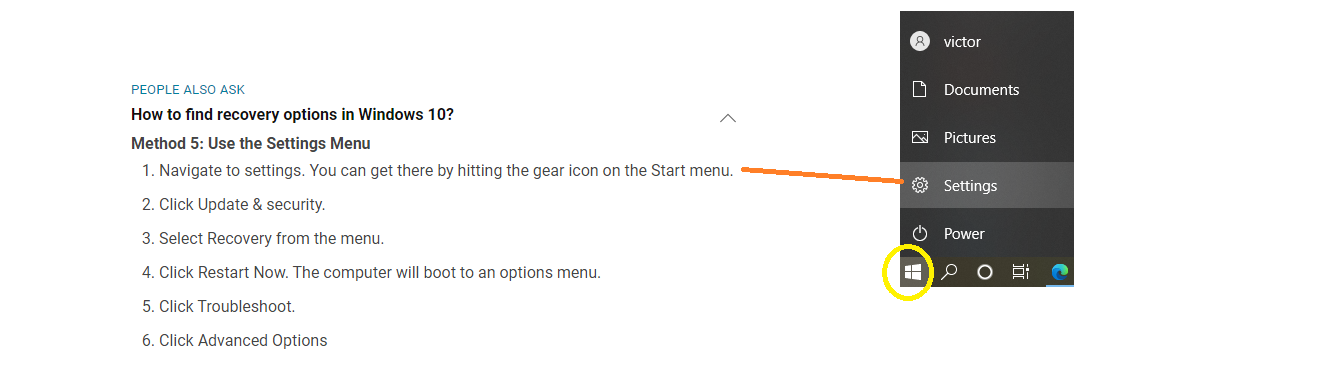 PEOPLE ALSO ASK
How to find recovery options in Windows 10?
Method 5: Use the Settings Menu
1. Navigate to settings. You can get there by hitting the gear icon on the Start menu.
2. Click Update & security.
3. Select Recovery from the menu.
4. Click Restart Now. The computer will boot to an options menu.
5. Click Troubleshoot.
6. Click Advanced Options
victor
Documents
Pictures
Settings
Power